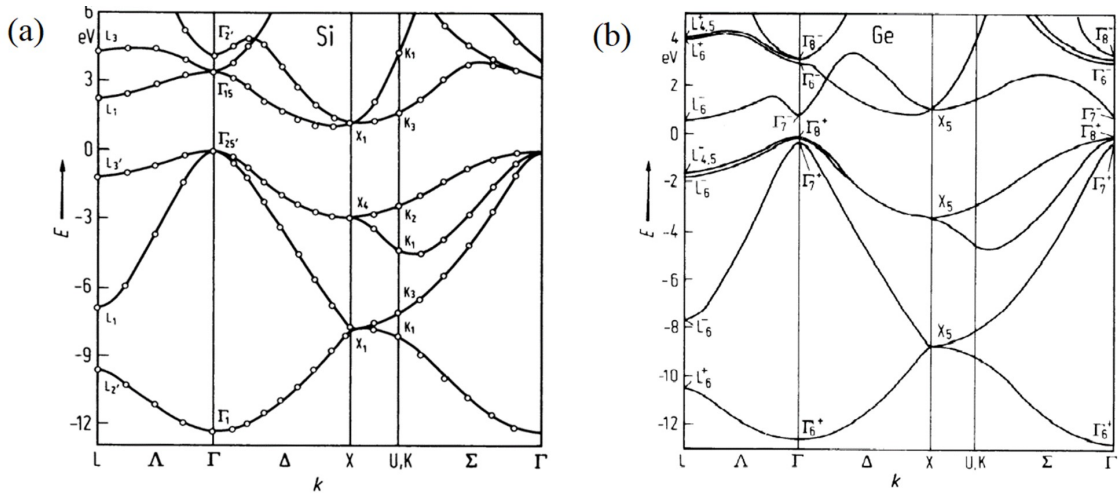 (a)
6
eV
3
0
-3
-6
-9
-12
E
Si
L3
L1
L3'
L1
L2'
Γ2'
Γ15
Γ25'
Γ1
X1
X4
X1
K1
K3
K2
K1
K3
K1
L Λ Γ Δ X U,K Σ Γ
k
(b)
4
eV
2
0
-2
-4
-6
-8
-10
-12
E
Ge
L4,5+
L6+
L6-
L4,5-
L6-
L6-
L6+
Γ8-
Γ6-
Γ7-
Γ8+
Γ7+
Γ6+
X5
X5
X5
Γ8-
Γ6-
Γ7-
Γ8+
Γ7+
Γ6+
L Λ Γ Δ X U,K Σ Γ
k